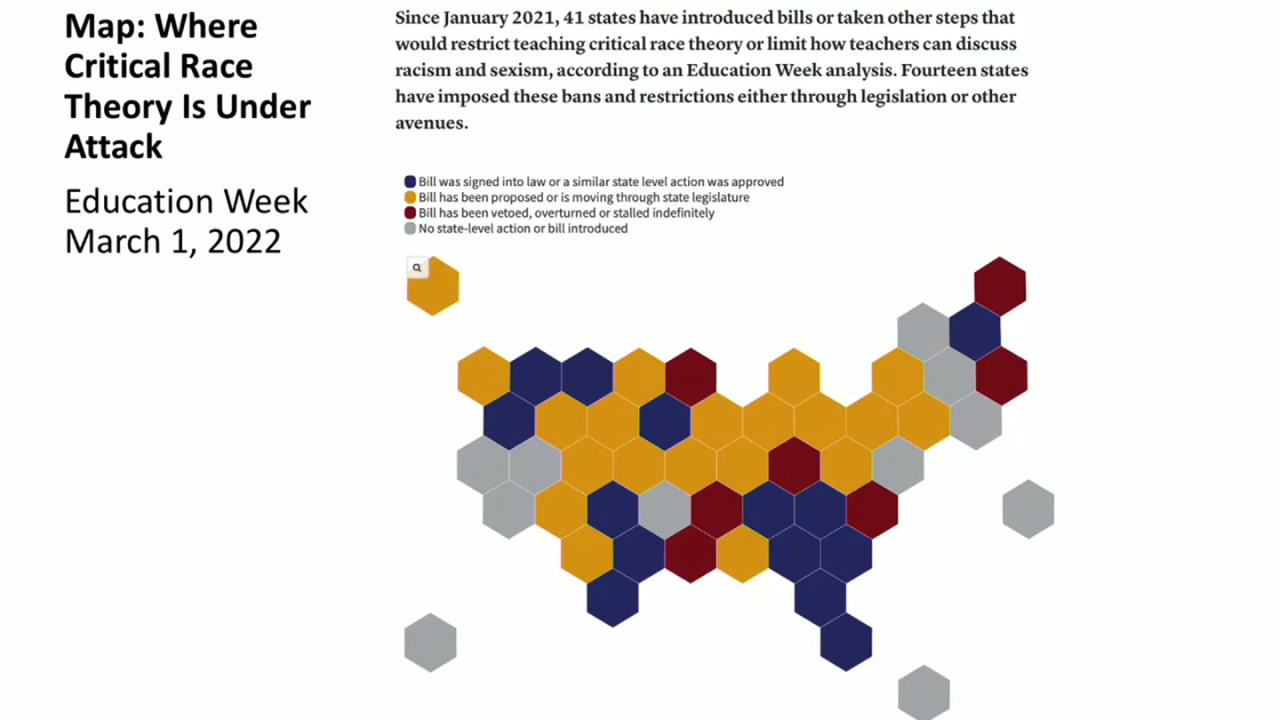 Map: Where
Critical Race
Theory Is Under
Attack
Education Week
March 1, 2022
Since January 2021, 41 states have introduced bills or taken other steps that
would restrict teaching critical race theory or limit how teachers can discuss
racism and sexism, according to an Education Week analysis. Fourteen states
have imposed these bans and restrictions either through legislation or other
avenues.
Bill was signed into law or a similar state level action was approved
Bill has been proposed or is moving through state legislature
Bill has been vetoed, overturned or stalled indefinitely
No state-level action or bill introduced